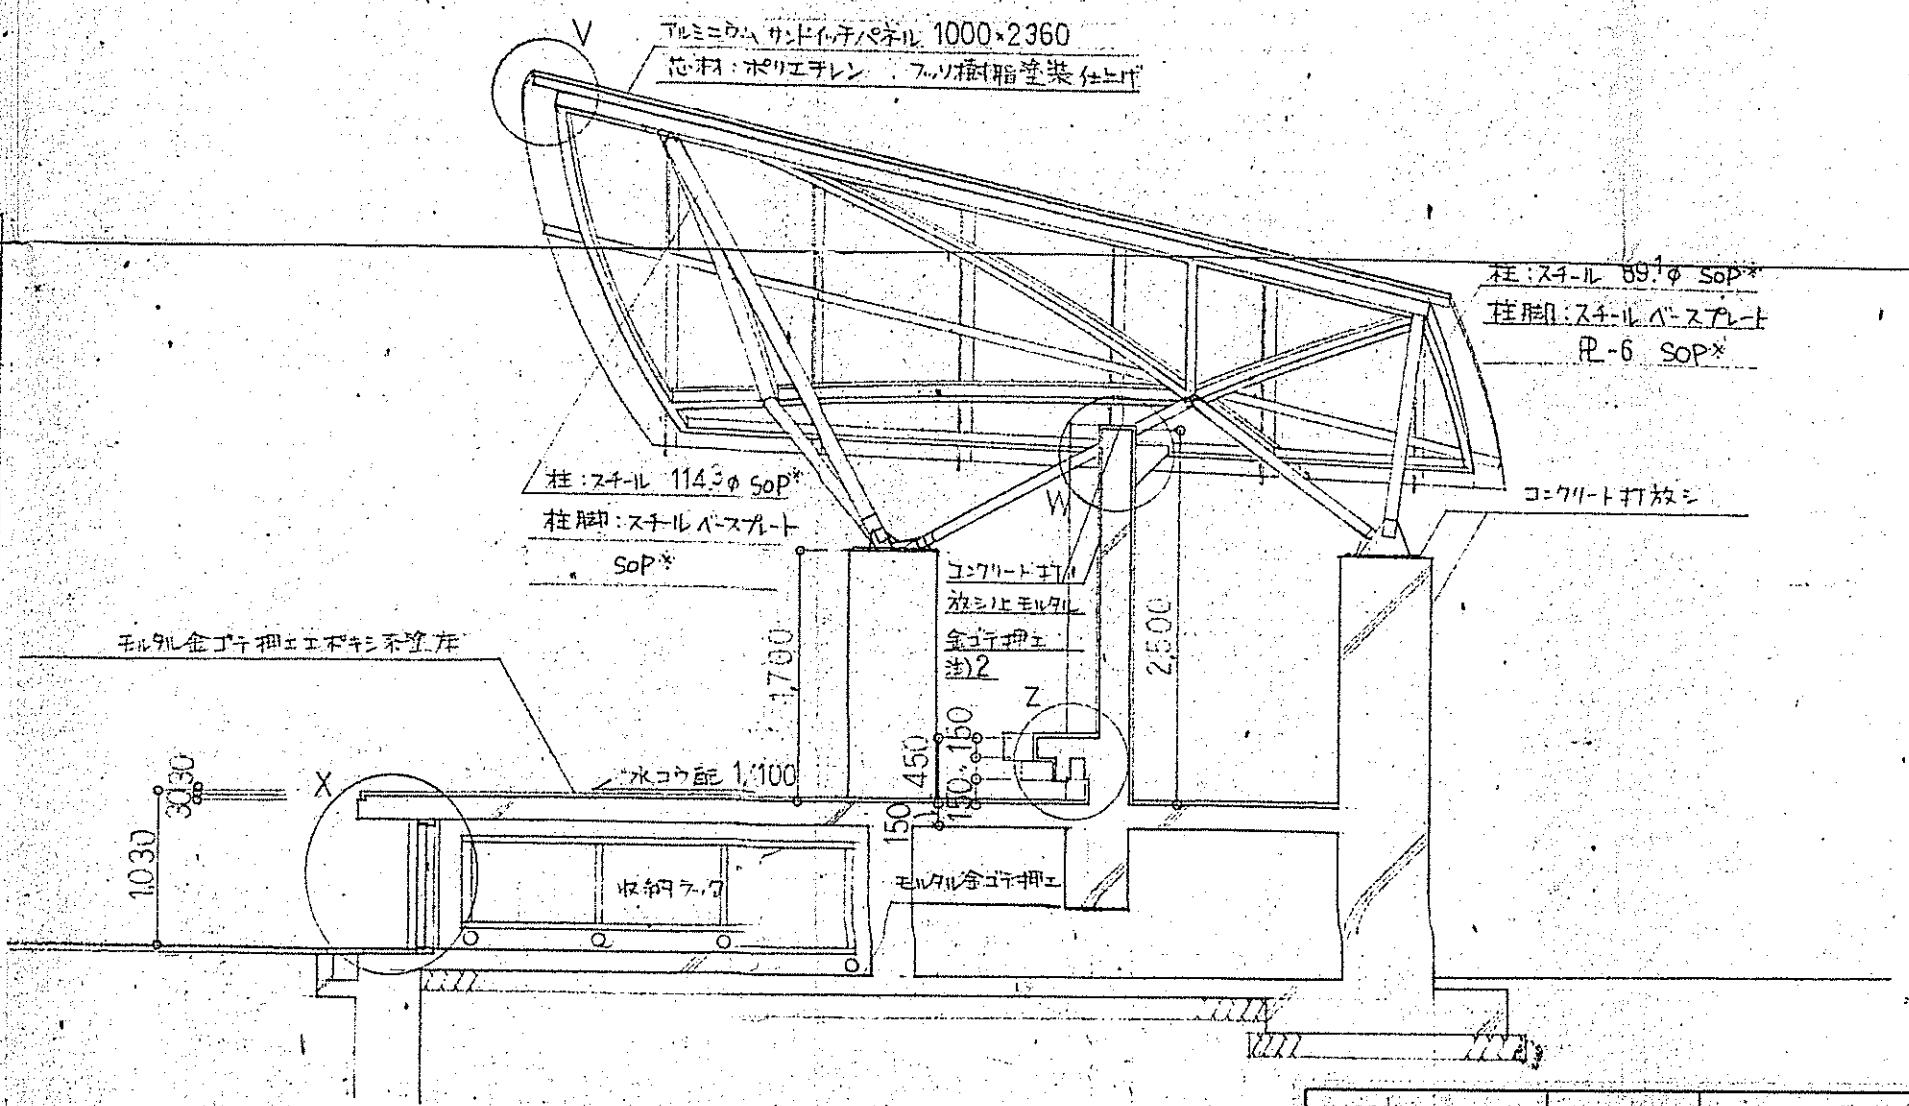 V
アルミニウム サンドイッチパネル 1000×2360
芯材：ポリエチレン フッソ樹脂塗装仕上げ
柱：スチール 89.1φ SOP※
柱脚：スチールベースプレート
PL-6 SOP※
柱：スチール 114.3φ SOP※
柱脚：スチールベースプレート
SOP※
W
コンクリート打放シ
コンクリート打
放シノ上モルタル
金ゴテ押エ
注)2
モルタル金ゴテ押エエポキシ系塗床
1,700
2,500
Z
450
150
150
150
水コウ配 1/100
X
30
30
1,030
収納ラック
モルタル金ゴテ押エ